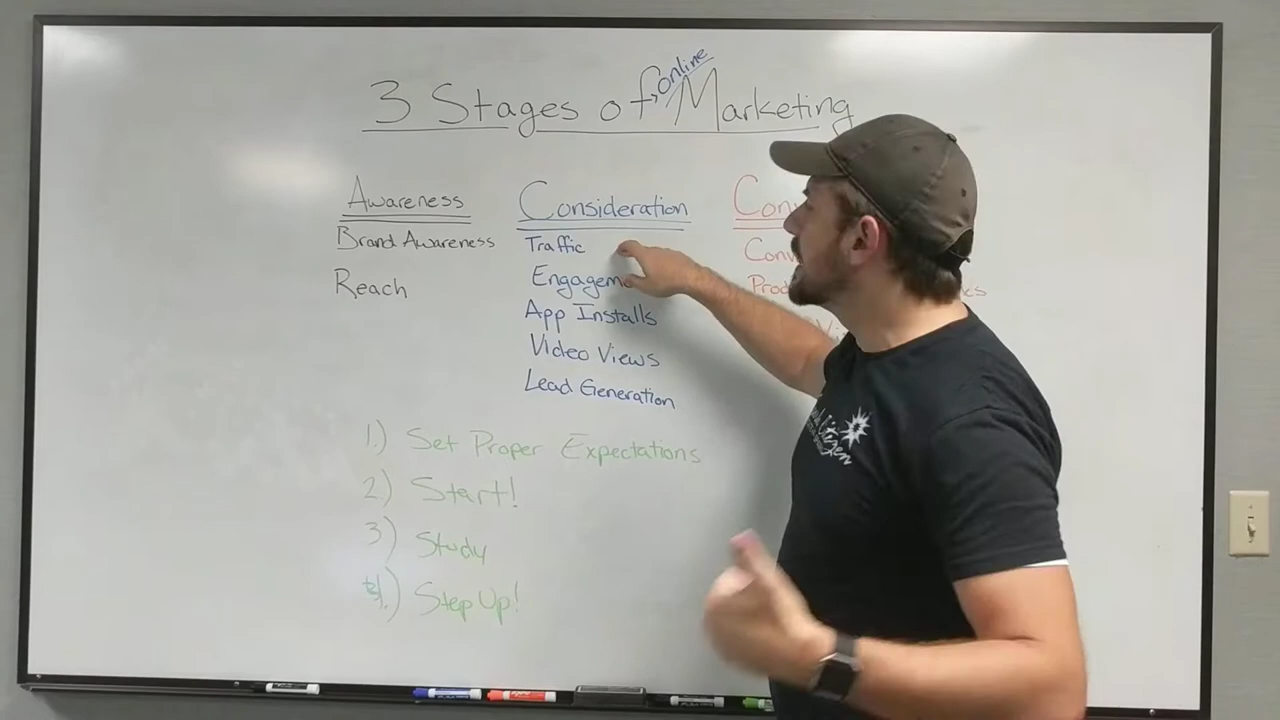 3 Stages of Online Marketing
Awareness
Brand Awareness
Reach
Consideration
Traffic
App Installs
Video Views
Lead Generation
1.) Set Proper Expectations
2) Start!
3) Study
4.) Step Up!